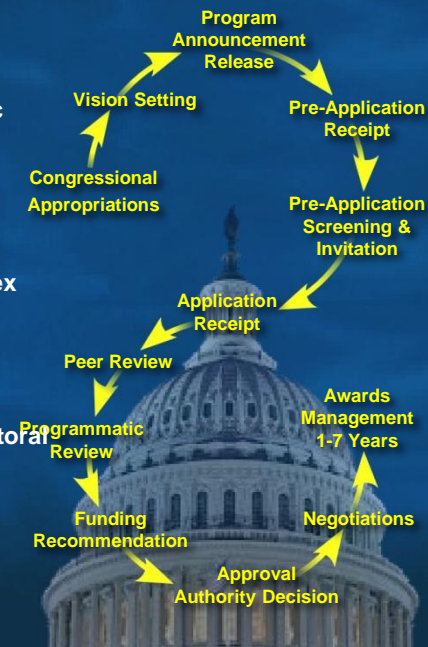 Program
Announcement
Release
Vision Setting
Pre-Application
Receipt
Congressional
Appropriations
Pre-Application
Screening &
Invitation
Application
Receipt
Peer Review
Awards
Management
1-7 Years
Programmatic
Review
Funding
Recommendation
Negotiations
Approval
Authority Decision